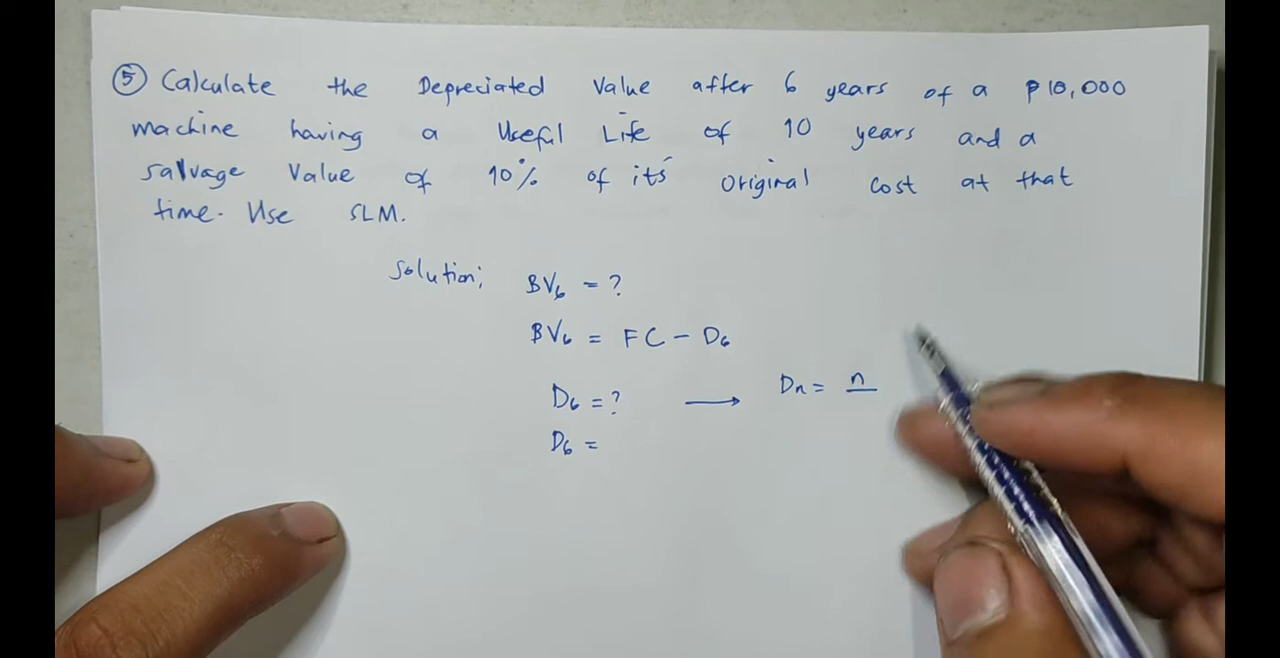 ⑤ Calculate the Depreciated Value after 6 years of a ₱10,000
machine having a Useful Life of 10 years and a
salvage Value of 10% of it's original cost at that
time. Use SLM.
Solution;
BV₆ = ?
BV₆ = FC - D₆
D₆ = ? → Dn = n
D₆ =